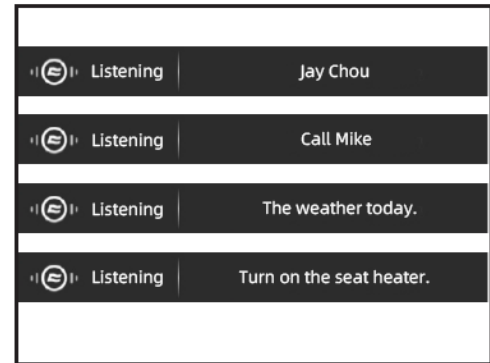 Listening Jay Chou
Listening Call Mike
Listening The weather today.
Listening Turn on the seat heater.